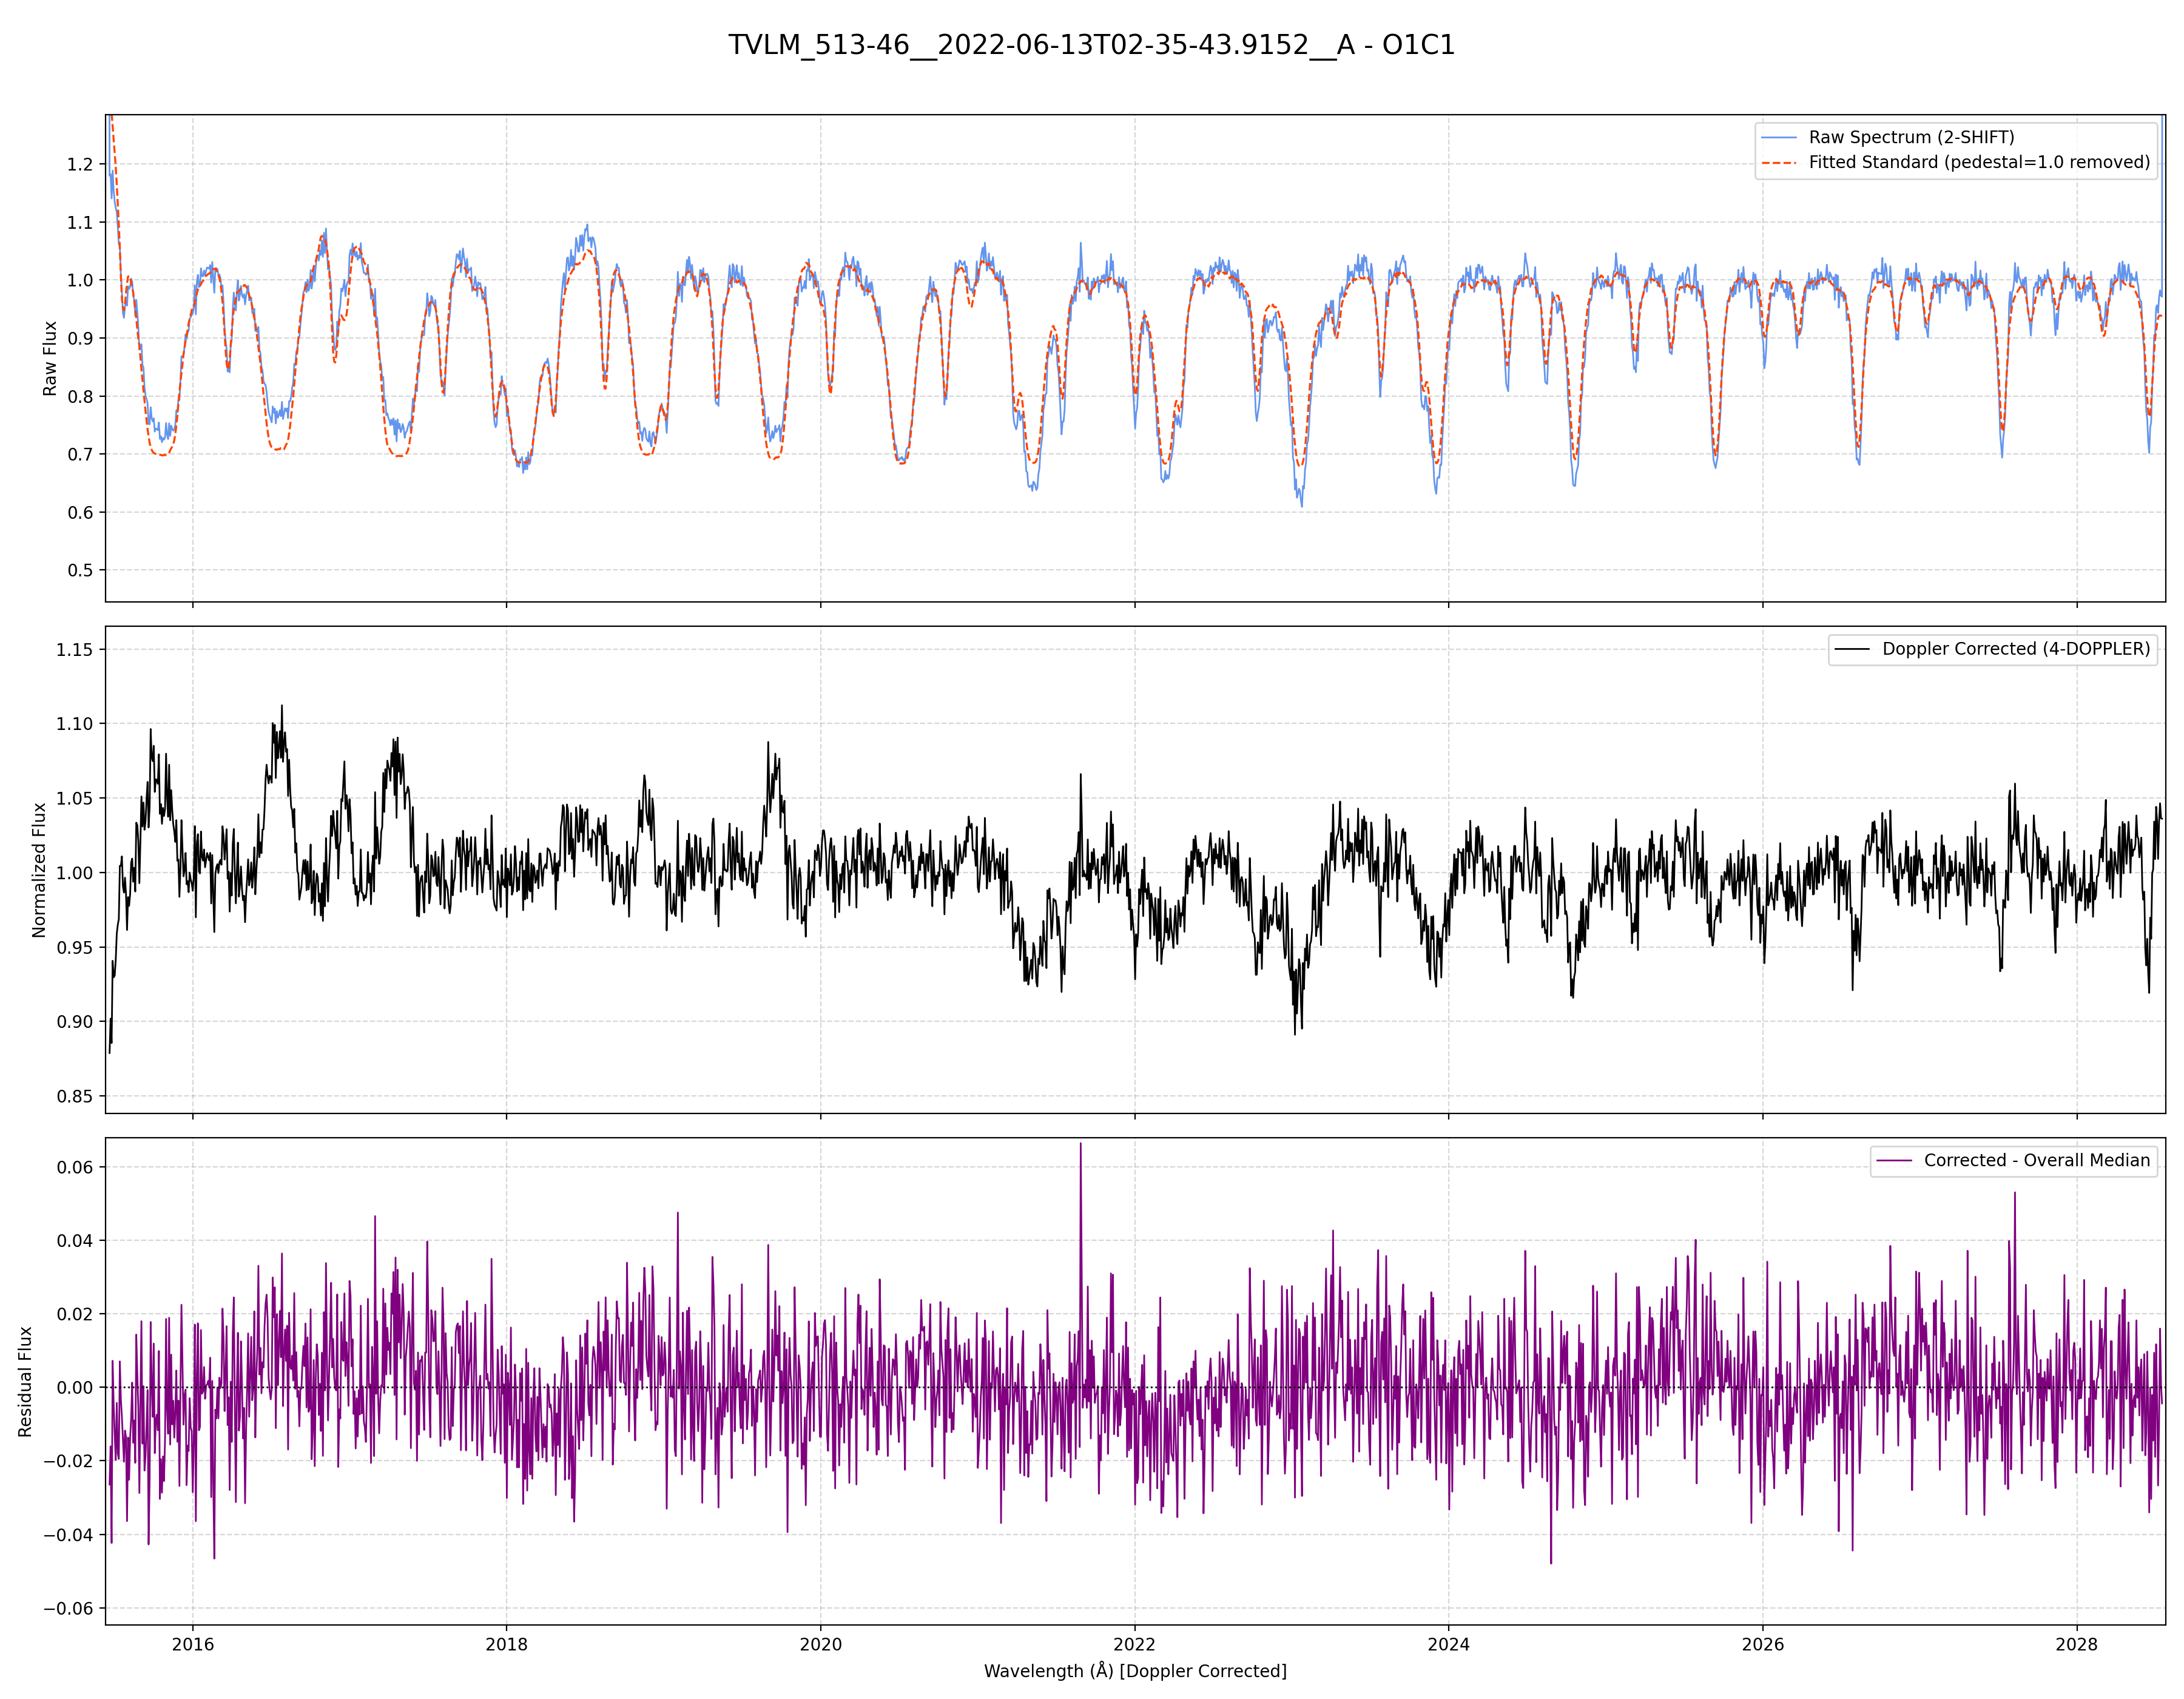 TVLM_513-46__2022-06-13T02-35-43.9152__A - O1C1
Raw Flux
1.2
1.1
1.0
0.9
0.8
0.7
0.6
0.5
Raw Spectrum (2-SHIFT)
Fitted Standard (pedestal=1.0 removed)
Normalized Flux
1.15
1.10
1.05
1.00
0.95
0.90
0.85
Doppler Corrected (4-DOPPLER)
Residual Flux
0.06
0.04
0.02
0.00
−0.02
−0.04
−0.06
Corrected - Overall Median
2016 2018 2020 2022 2024 2026 2028
Wavelength (Å) [Doppler Corrected]